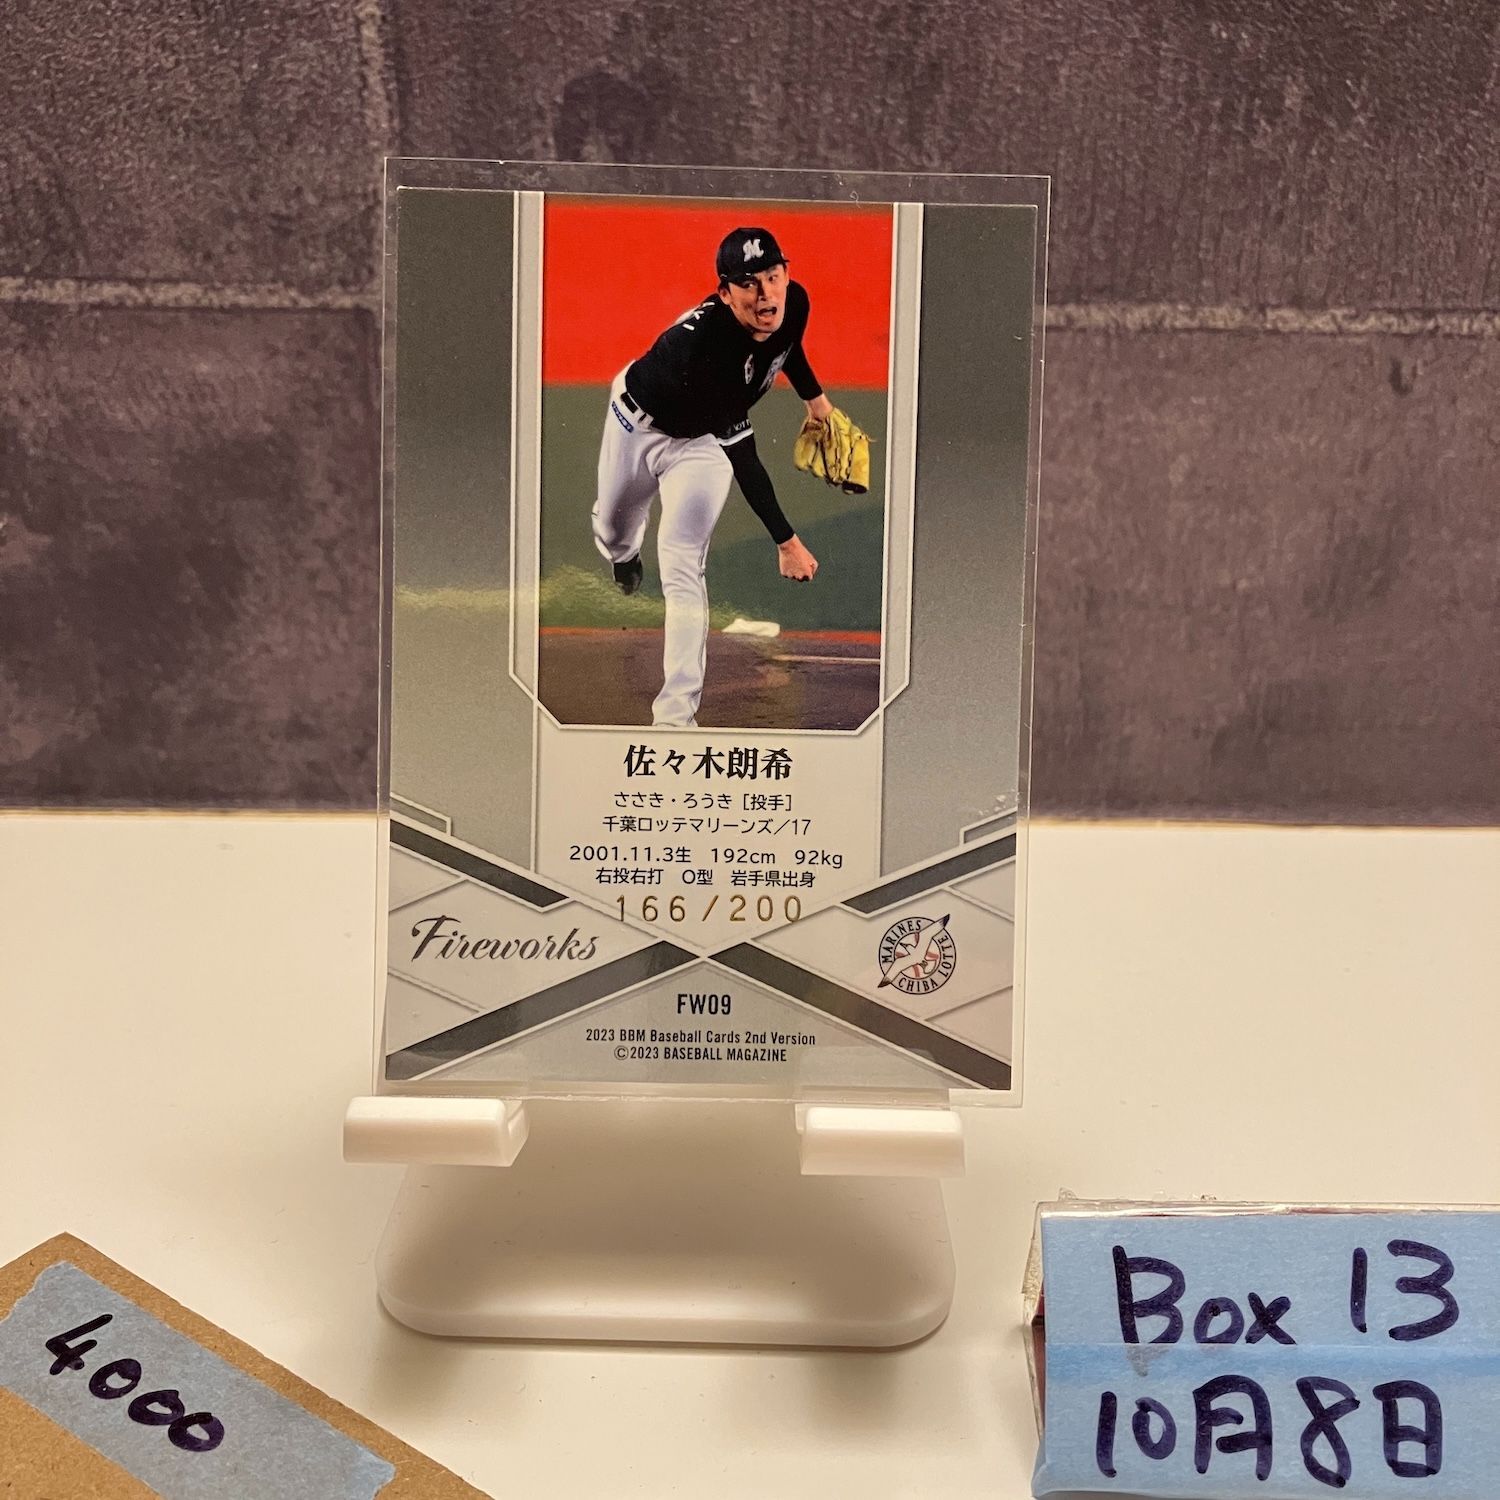 佐々木朗希
ささき・ろうき［投手］
千葉ロッテマリーンズ／17
2001.11.3生　192cm　92kg
右投右打　O型　岩手県出身
166/200
Fireworks
MARINES
CHIBA LOTTE
FW09
2023 BBM Baseball Cards 2nd Version
©2023 BASEBALL MAGAZINE
4000
Box 13
10月8日